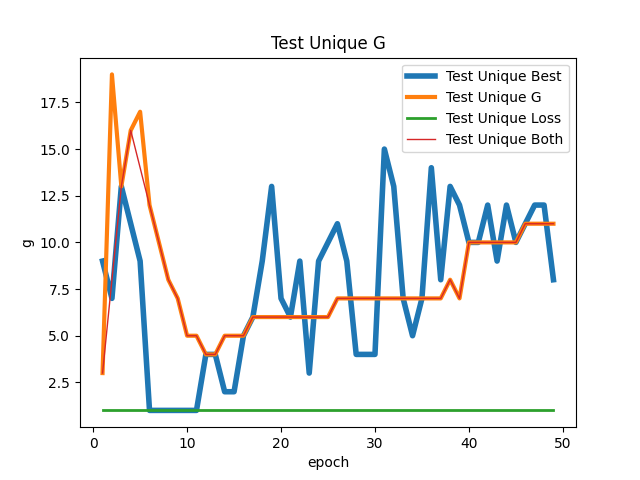 Test Unique G
Test Unique Best
Test Unique G
Test Unique Loss
Test Unique Both
17.5
15.0
12.5
10.0
7.5
5.0
2.5
g
0
10
20
30
40
50
epoch